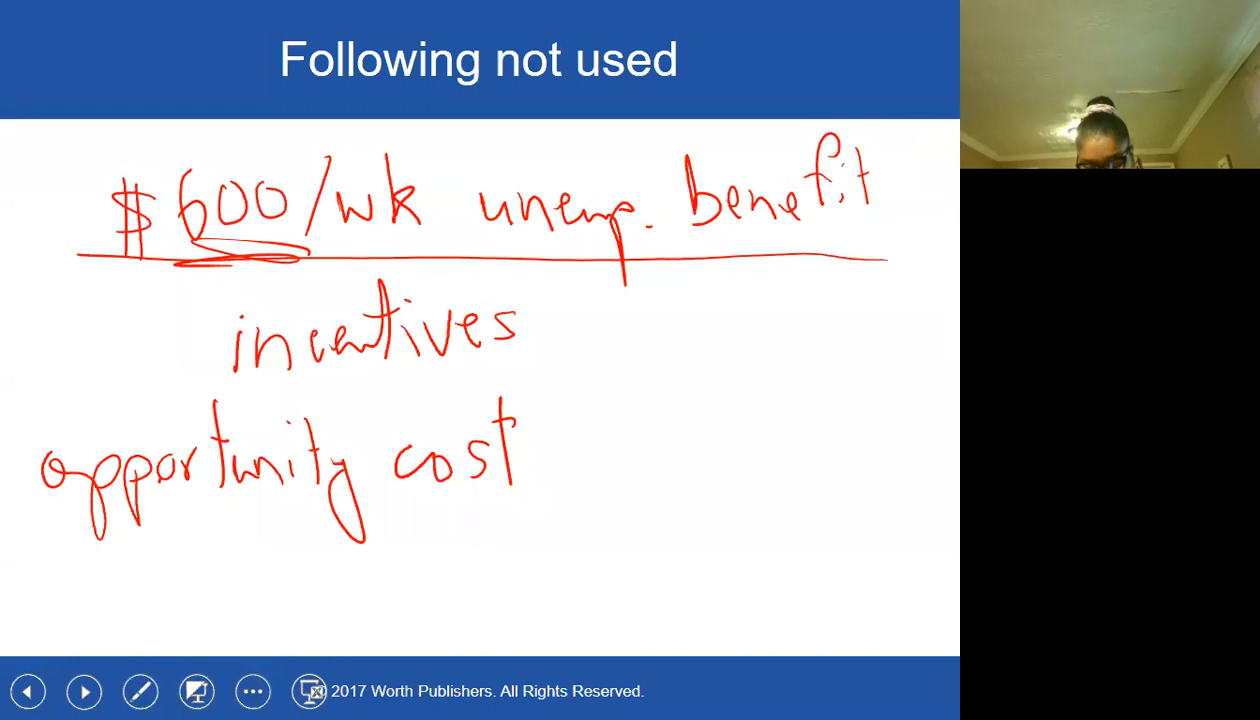 Following not used
$600/wk unemp. benefit
incentives
opportunity cost
2017 Worth Publishers. All Rights Reserved.